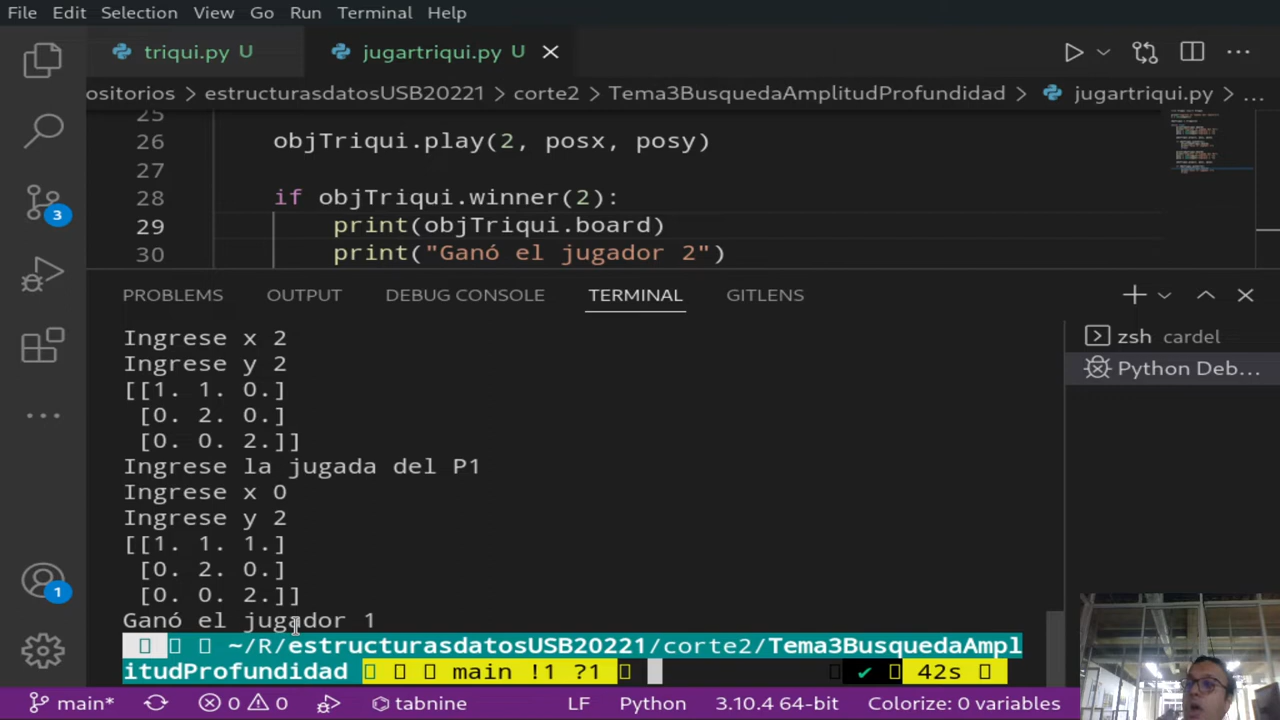 File Edit Selection View Go Run Terminal Help
triqui.py U jugartriqui.py U
ositorios > estructurasdatosUSB20221 > corte2 > Tema3BusquedaAmplitudProfundidad > jugartriqui.py > ...
25
26 objTriqui.play(2, posx, posy)
27
28 if objTriqui.winner(2):
29 print(objTriqui.board)
30 print("Ganó el jugador 2")
PROBLEMS OUTPUT DEBUG CONSOLE TERMINAL GITLENS
Ingrese x 2
Ingrese y 2
[[1. 1. 0.]
[0. 2. 0.]
[0. 0. 2.]]
Ingrese la jugada del P1
Ingrese x 0
Ingrese y 2
[[1. 1. 1.]
[0. 2. 0.]
[0. 0. 2.]]
Ganó el jugador 1
~/R/estructurasdatosUSB20221/corte2/Tema3BusquedaAmpl
itudProfundidad main !1 ?1 ✔ 42s
zsh cardel
Python Deb...
3
1
main* 0 0 tabnine LF Python 3.10.4 64-bit Colorize: 0 variables